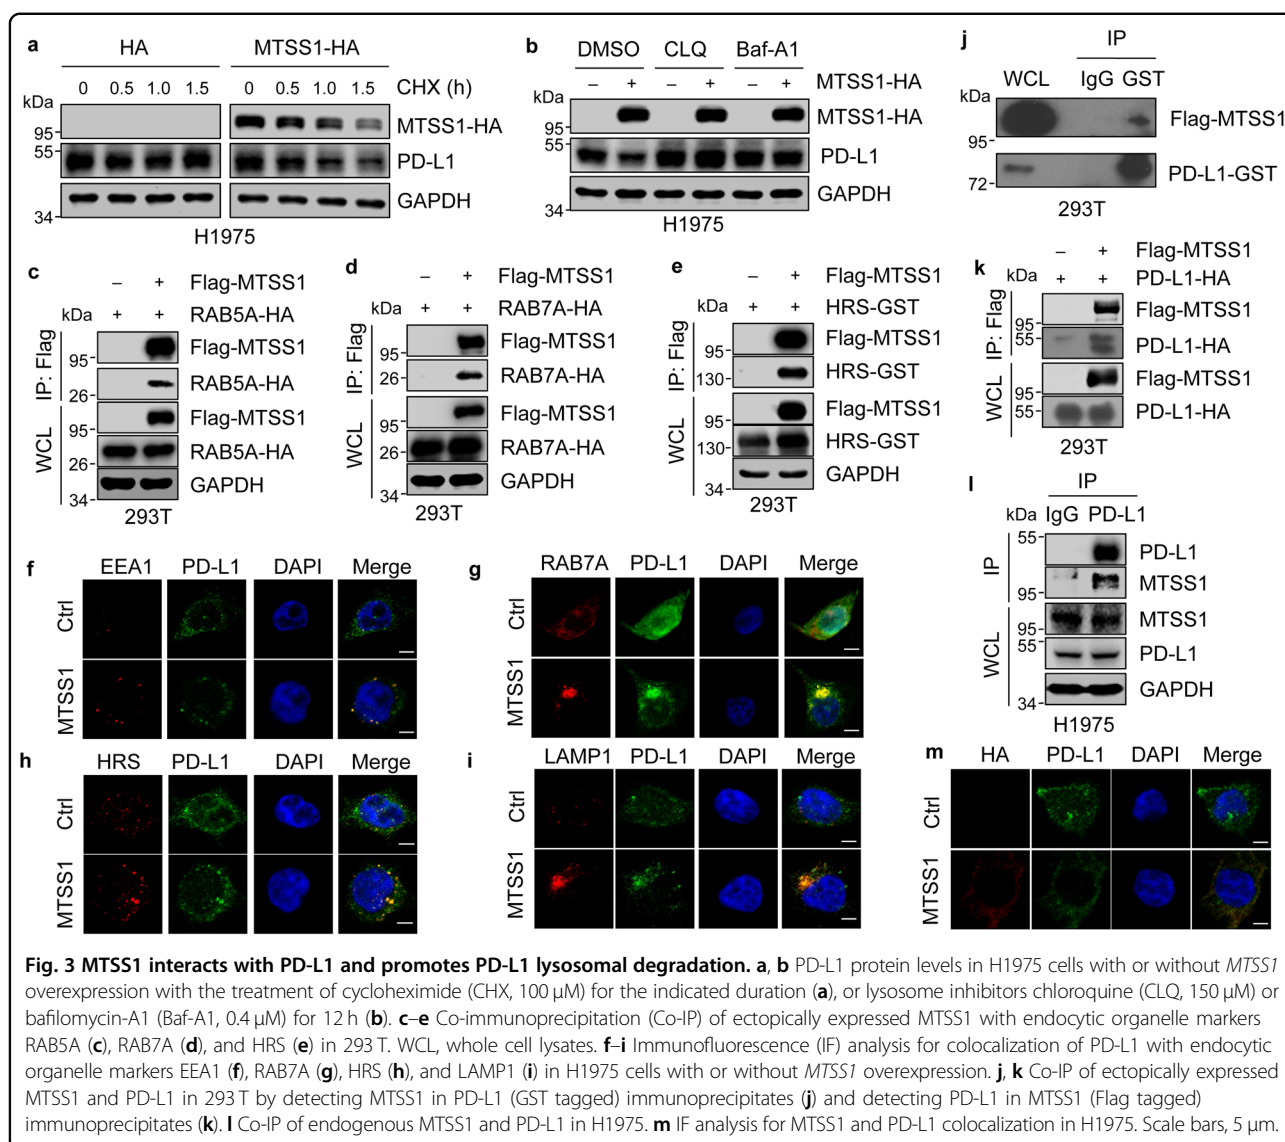 a
HA MTSS1-HA
0 0.5 1.0 1.5 0 0.5 1.0 1.5 CHX (h)
kDa
95- MTSS1-HA
55- PD-L1
34- GAPDH
H1975
b
DMSO CLQ Baf-A1
– + – + – + MTSS1-HA
kDa
95- MTSS1-HA
55- PD-L1
34- GAPDH
H1975
j
IP
WCL IgG GST
kDa
Flag-MTSS1
95-
PD-L1-GST
72-
293T
c
– + Flag-MTSS1
kDa + + RAB5A-HA
IP: Flag
95- Flag-MTSS1
26- RAB5A-HA
WCL
95- Flag-MTSS1
26- RAB5A-HA
34- GAPDH
293T
d
– + Flag-MTSS1
kDa + + RAB7A-HA
IP: Flag
95- Flag-MTSS1
26- RAB7A-HA
WCL
95- Flag-MTSS1
26- RAB7A-HA
34- GAPDH
293T
e
– + Flag-MTSS1
kDa + + HRS-GST
IP: Flag
95- Flag-MTSS1
130- HRS-GST
WCL
95- Flag-MTSS1
130- HRS-GST
34- GAPDH
293T
k
– + Flag-MTSS1
kDa + + PD-L1-HA
IP: Flag
95- Flag-MTSS1
55- PD-L1-HA
WCL
95- Flag-MTSS1
55- PD-L1-HA
293T
l
IP
kDa IgG PD-L1
IP
55- PD-L1
95- MTSS1
WCL
95- MTSS1
55- PD-L1
34- GAPDH
H1975
f
EEA1 PD-L1 DAPI Merge
Ctrl
MTSS1
g
RAB7A PD-L1 DAPI Merge
Ctrl
MTSS1
h
HRS PD-L1 DAPI Merge
Ctrl
MTSS1
i
LAMP1 PD-L1 DAPI Merge
Ctrl
MTSS1
m
HA PD-L1 DAPI Merge
Ctrl
MTSS1
Fig. 3 MTSS1 interacts with PD-L1 and promotes PD-L1 lysosomal degradation. a, b PD-L1 protein levels in H1975 cells with or without MTSS1
overexpression with the treatment of cycloheximide (CHX, 100 μM) for the indicated duration (a), or lysosome inhibitors chloroquine (CLQ, 150 μM) or
bafilomycin-A1 (Baf-A1, 0.4 μM) for 12 h (b). c–e Co-immunoprecipitation (Co-IP) of ectopically expressed MTSS1 with endocytic organelle markers
RAB5A (c), RAB7A (d), and HRS (e) in 293 T. WCL, whole cell lysates. f–i Immunofluorescence (IF) analysis for colocalization of PD-L1 with endocytic
organelle markers EEA1 (f), RAB7A (g), HRS (h), and LAMP1 (i) in H1975 cells with or without MTSS1 overexpression. j, k Co-IP of ectopically expressed
MTSS1 and PD-L1 in 293 T by detecting MTSS1 in PD-L1 (GST tagged) immunoprecipitates (j) and detecting PD-L1 in MTSS1 (Flag tagged)
immunoprecipitates (k). l Co-IP of endogenous MTSS1 and PD-L1 in H1975. m IF analysis for MTSS1 and PD-L1 colocalization in H1975. Scale bars, 5 μm.